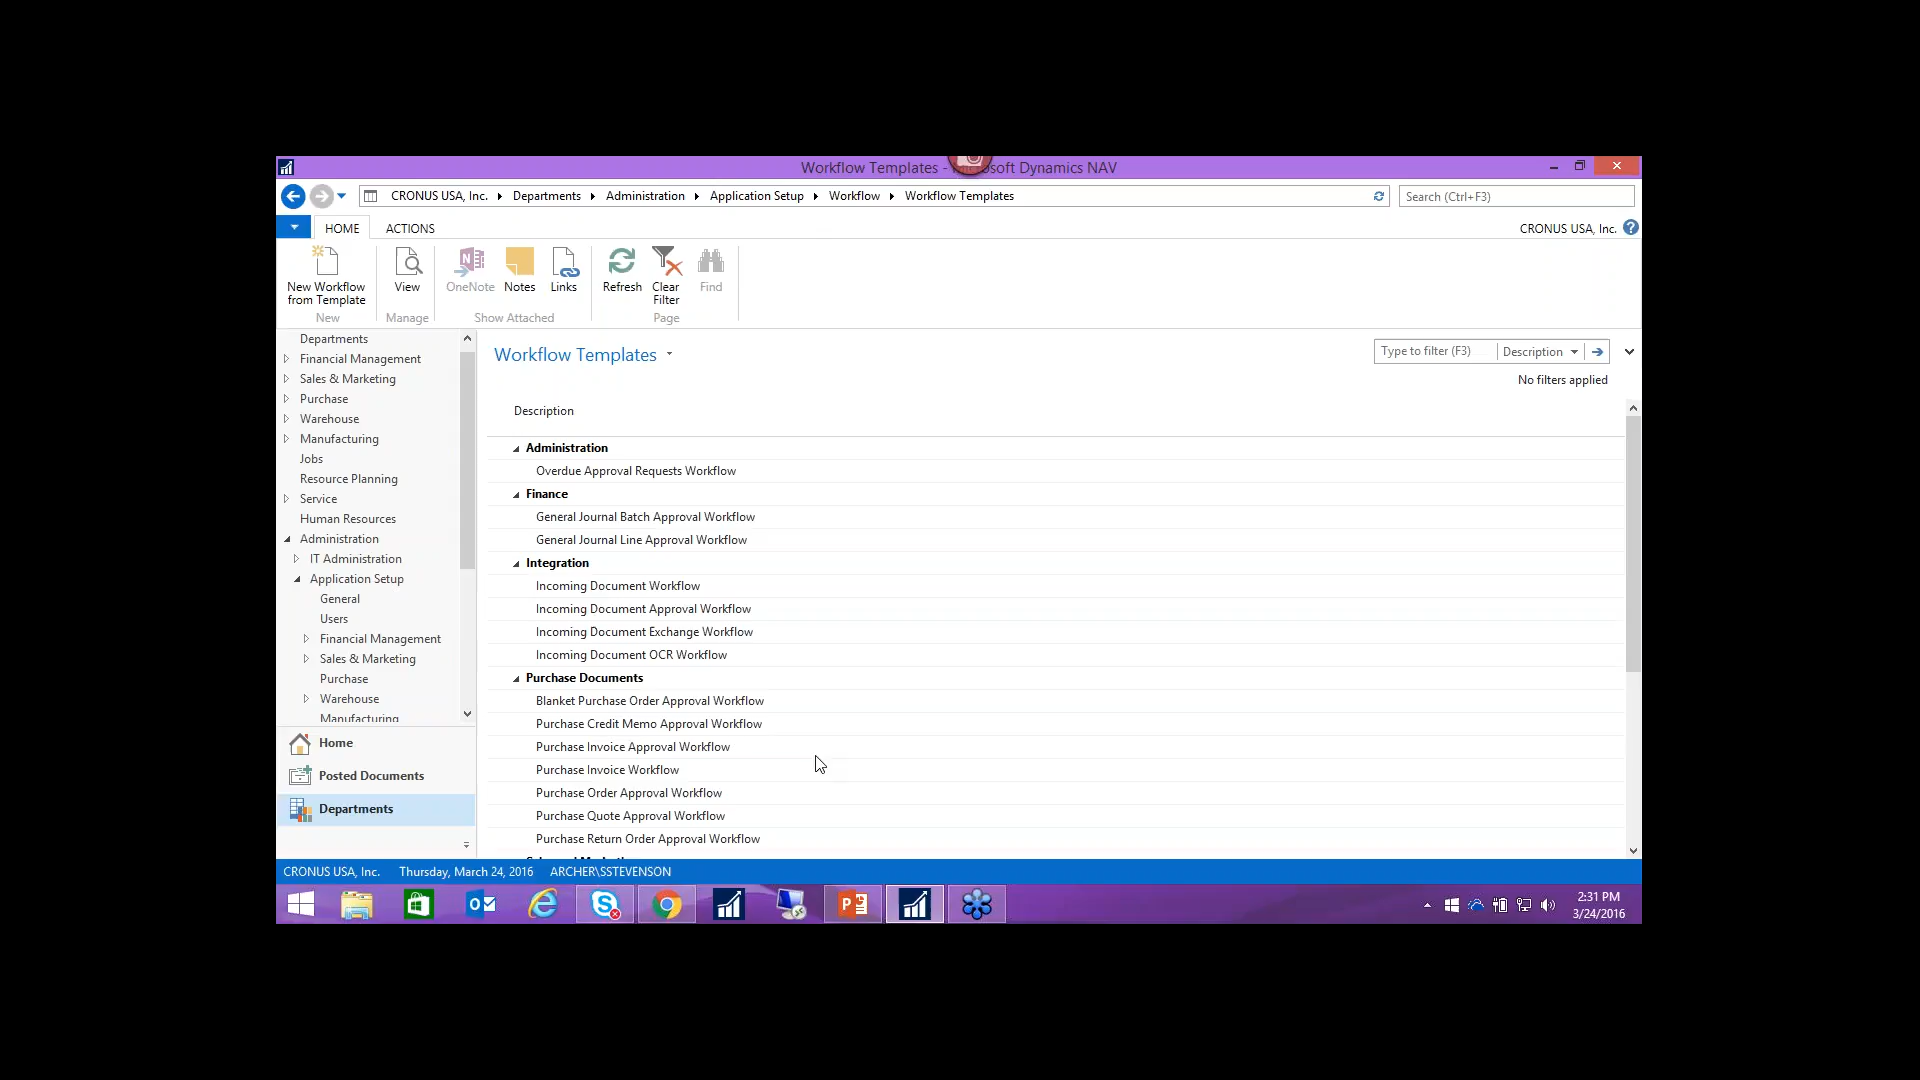 Workflow Templates - soft Dynamics NAV
CRONUS USA, Inc. Departments Administration Application Setup Workflow Workflow Templates
Search (Ctrl+F3)
HOME ACTIONS
CRONUS USA, Inc.
New Workflow from Template
View
OneNote
Notes
Links
Refresh
Clear Filter
Find
New
Manage
Show Attached
Page
Departments
Financial Management
Sales & Marketing
Purchase
Warehouse
Manufacturing
Jobs
Resource Planning
Service
Human Resources
Administration
IT Administration
Application Setup
General
Users
Financial Management
Sales & Marketing
Purchase
Warehouse
Manufacturing
Home
Posted Documents
Departments
Workflow Templates
Type to filter (F3) Description
No filters applied
Description
Administration
Overdue Approval Requests Workflow
Finance
General Journal Batch Approval Workflow
General Journal Line Approval Workflow
Integration
Incoming Document Workflow
Incoming Document Approval Workflow
Incoming Document Exchange Workflow
Incoming Document OCR Workflow
Purchase Documents
Blanket Purchase Order Approval Workflow
Purchase Credit Memo Approval Workflow
Purchase Invoice Approval Workflow
Purchase Invoice Workflow
Purchase Order Approval Workflow
Purchase Quote Approval Workflow
Purchase Return Order Approval Workflow
CRONUS USA, Inc. Thursday, March 24, 2016 ARCHER\SSTEVENSON
2:31 PM
3/24/2016